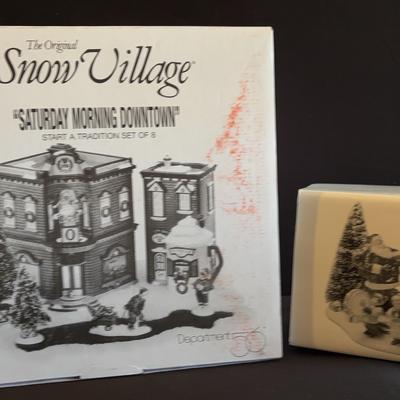 The Original
Snow Village
"SATURDAY MORNING DOWNTOWN"
START A TRADITION SET OF 8
Department 56